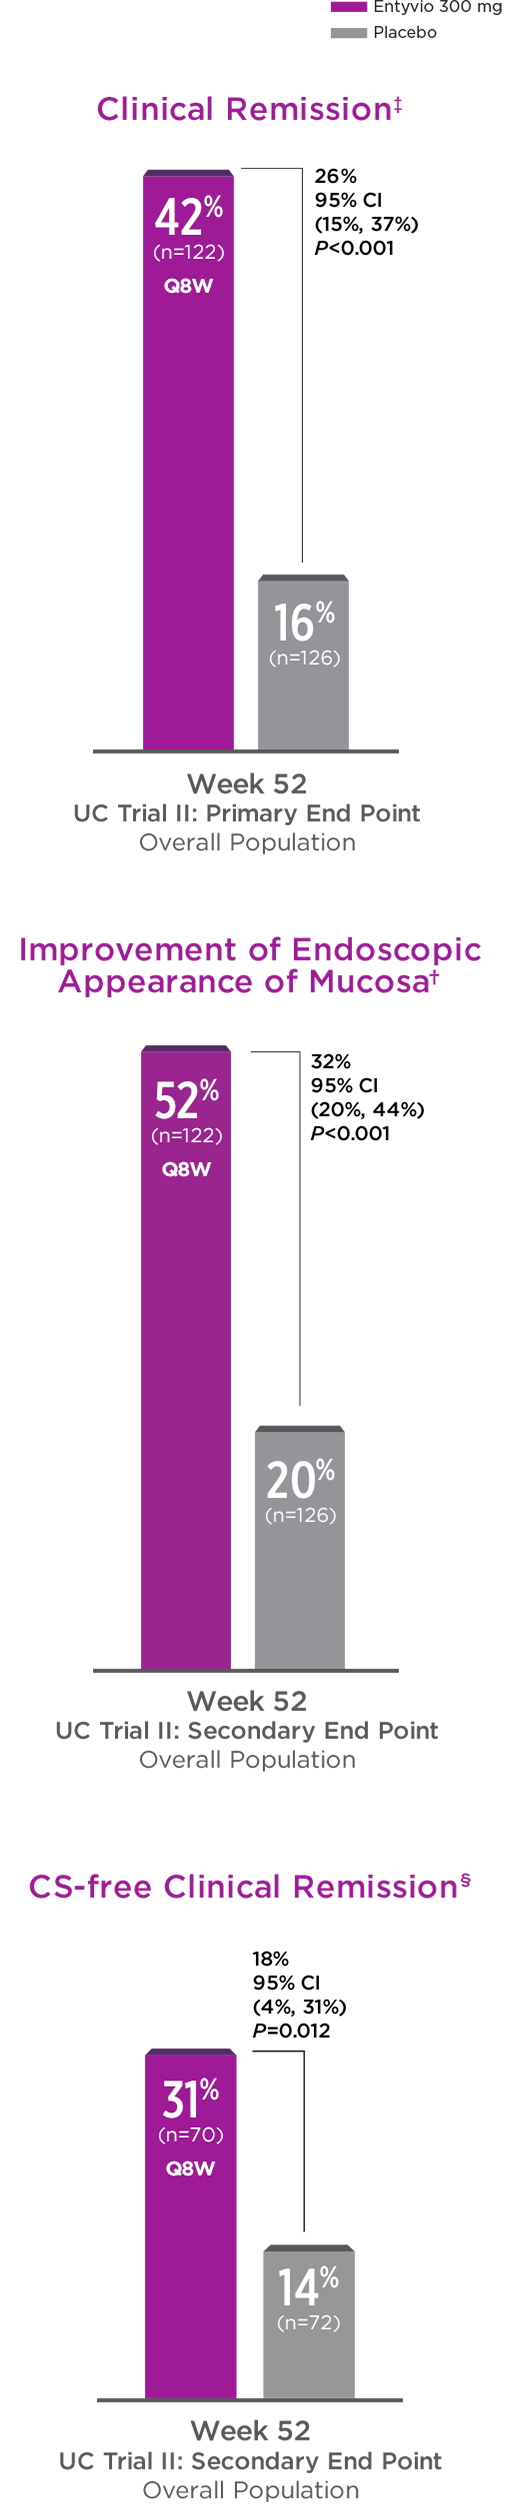 Entyvio 300 mg
Placebo
Clinical Remission‡
42%
(n=122)
Q8W
26%
95% CI
(15%, 37%)
P<0.001
16%
(n=126)
Week 52
UC Trial II: Primary End Point
Overall Population
Improvement of Endoscopic
Appearance of Mucosa†
52%
(n=122)
Q8W
32%
95% CI
(20%, 44%)
P<0.001
20%
(n=126)
Week 52
UC Trial II: Secondary End Point
Overall Population
CS-free Clinical Remission§
18%
95% CI
(4%, 31%)
P=0.012
31%
(n=70)
Q8W
14%
(n=72)
Week 52
UC Trial II: Secondary End Point
Overall Population